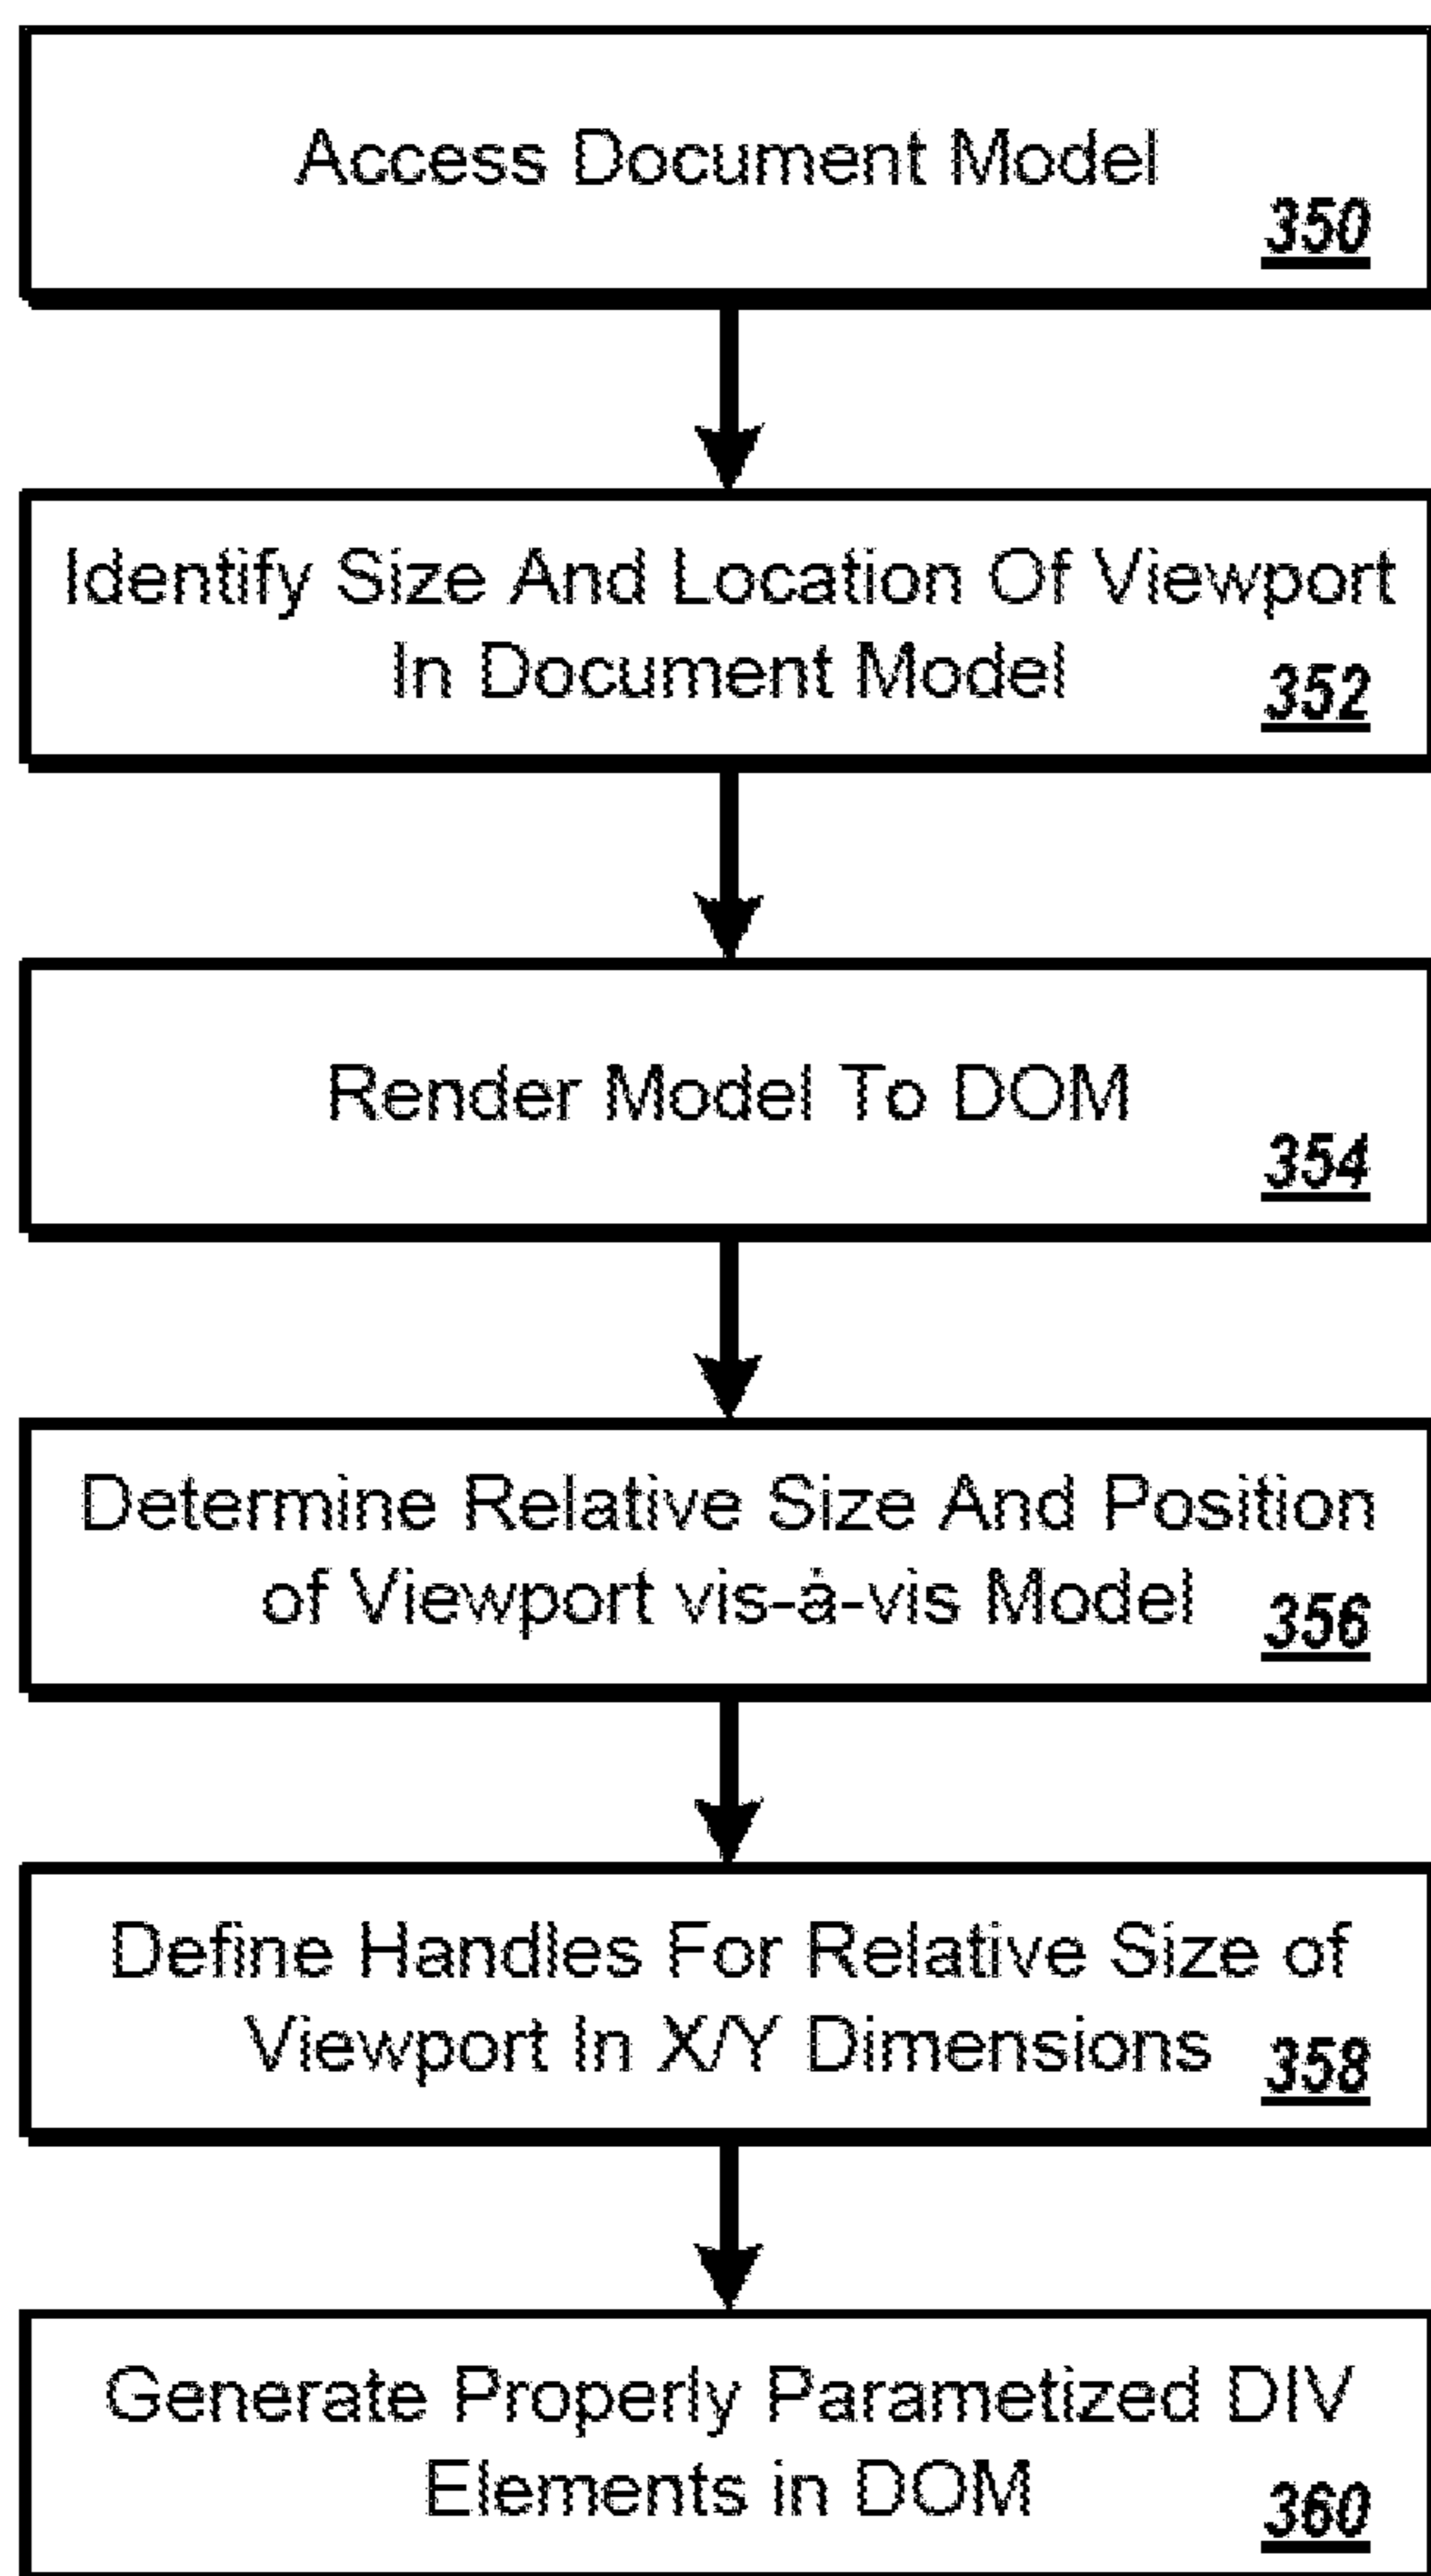 Access Document Model
350
Identify Size And Location Of Viewport
In Document Model
352
Render Model To DOM
354
Determine Relative Size And Position
of Viewport vis-à-vis Model
356
Define Handles For Relative Size of
Viewport In X/Y Dimensions
358
Generate Properly Parametized DIV
Elements in DOM
360